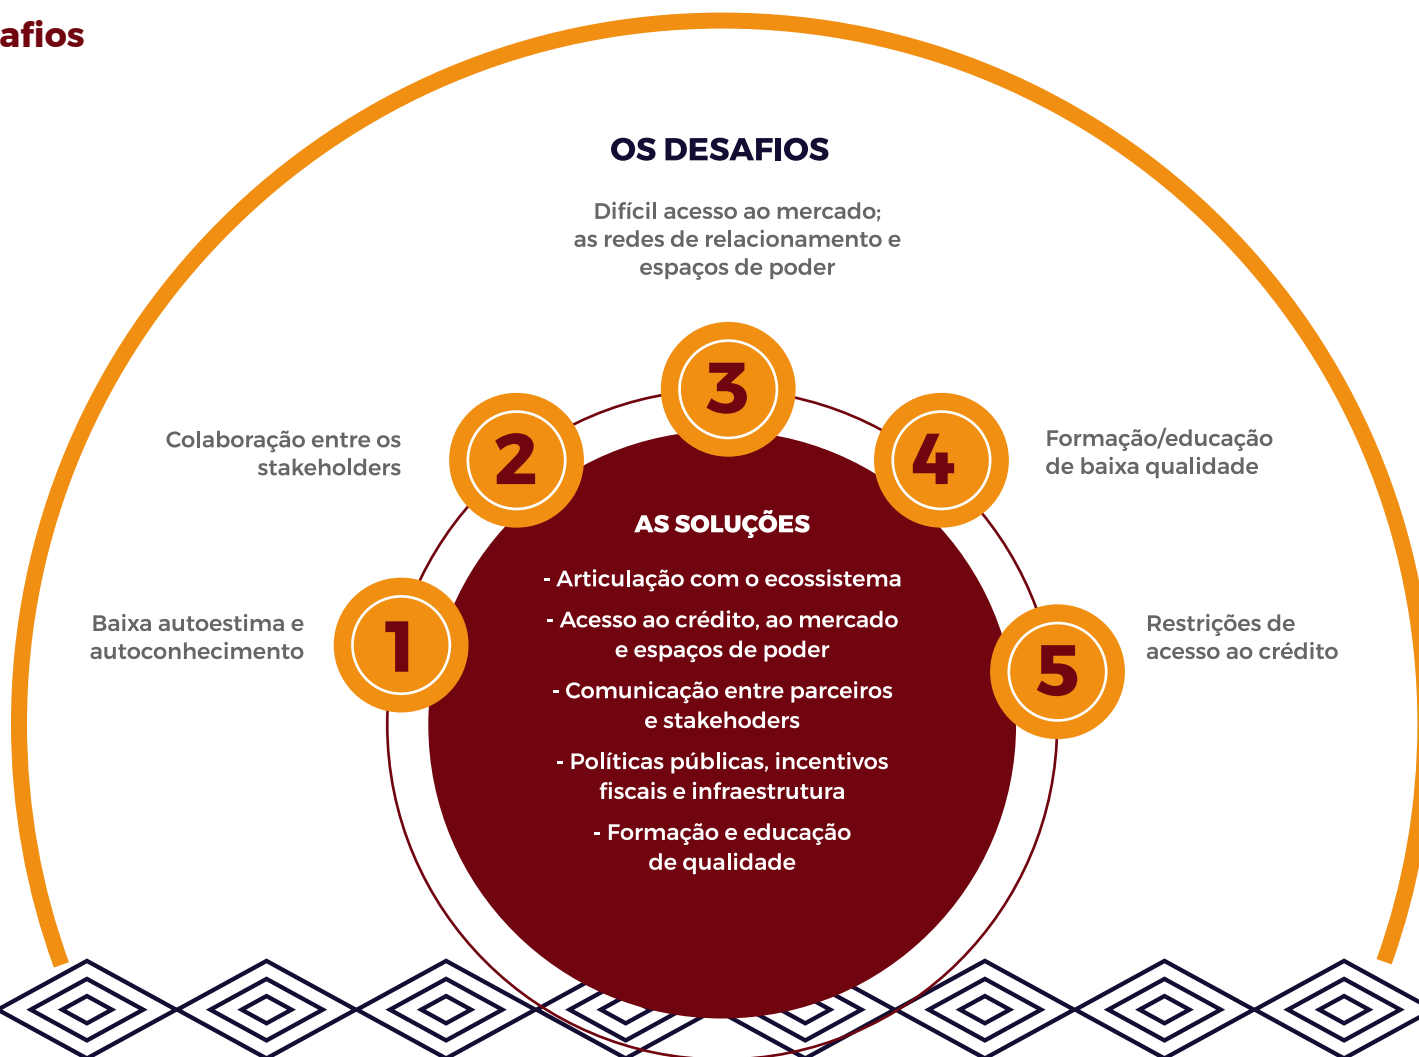 afios
OS DESAFIOS
Difícil acesso ao mercado;
as redes de relacionamento e
espaços de poder
3
2
Colaboração entre os
stakeholders
4
Formação/educação
de baixa qualidade
1
Baixa autoestima e
autoconhecimento
5
Restrições de
acesso ao crédito
AS SOLUÇÕES
- Articulação com o ecossistema
- Acesso ao crédito, ao mercado
e espaços de poder
- Comunicação entre parceiros
e stakehoders
- Políticas públicas, incentivos
fiscais e infraestrutura
- Formação e educação
de qualidade